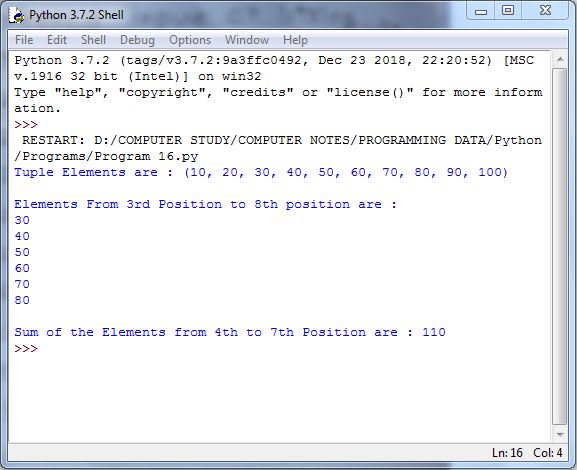 Python 3.7.2 Shell
File Edit Shell Debug Options Window Help
Python 3.7.2 (tags/v3.7.2:9a3ffc0492, Dec 23 2018, 22:20:52) [MSC
v.1916 32 bit (Intel)] on win32
Type "help", "copyright", "credits" or "license()" for more inform
ation.
>>>
RESTART: D:/COMPUTER STUDY/COMPUTER NOTES/PROGRAMMING DATA/Python
/Programs/Program 16.py
Tuple Elements are : (10, 20, 30, 40, 50, 60, 70, 80, 90, 100)
Elements From 3rd Position to 8th position are :
30
40
50
60
70
80
Sum of the Elements from 4th to 7th Position are : 110
>>>
Ln: 16 Col: 4